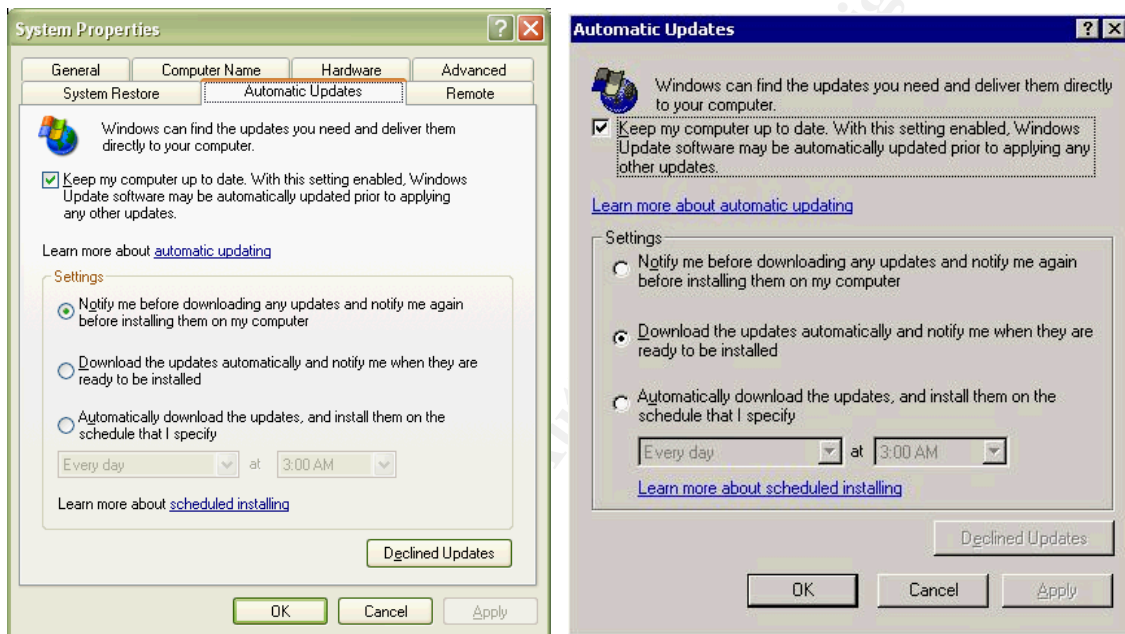 System Properties
General Computer Name Hardware Advanced
System Restore Automatic Updates Remote
Windows can find the updates you need and deliver them
directly to your computer.
Keep my computer up to date. With this setting enabled, Windows
Update software may be automatically updated prior to applying
any other updates.
Learn more about automatic updating
Settings
Notify me before downloading any updates and notify me again
before installing them on my computer
Download the updates automatically and notify me when they are
ready to be installed
Automatically download the updates, and install them on the
schedule that I specify
Every day at 3:00 AM
Learn more about scheduled installing
Declined Updates
OK Cancel Apply
Automatic Updates
Windows can find the updates you need and deliver them directly
to your computer.
Keep my computer up to date. With this setting enabled, Windows
Update software may be automatically updated prior to applying any
other updates.
Learn more about automatic updating
Settings
Notify me before downloading any updates and notify me again
before installing them on my computer
Download the updates automatically and notify me when they are
ready to be installed
Automatically download the updates, and install them on the
schedule that I specify
Every day at 3:00 AM
Learn more about scheduled installing
Declined Updates
OK Cancel Apply